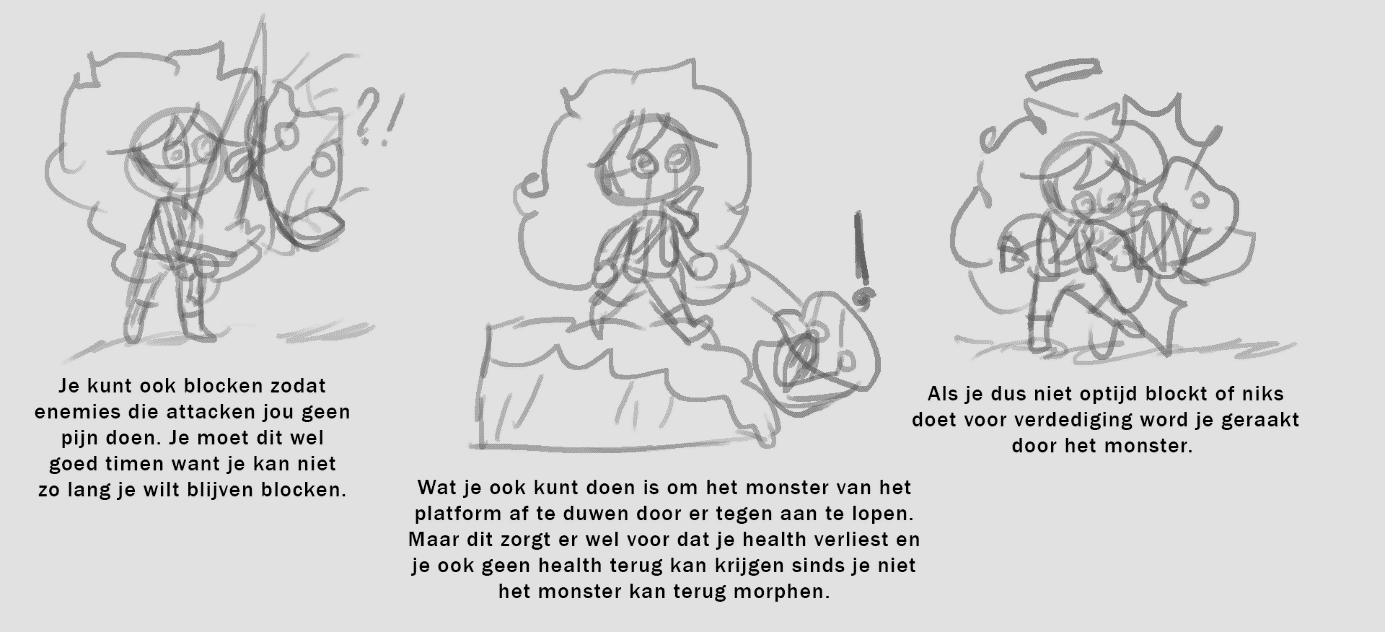 ?!
Je kunt ook blocken zodat
enemies die attacken jou geen
pijn doen. Je moet dit wel
goed timen want je kan niet
zo lang je wilt blijven blocken.
!
Wat je ook kunt doen is om het monster van het
platform af te duwen door er tegen aan te lopen.
Maar dit zorgt er wel voor dat je health verliest en
je ook geen health terug kan krijgen sinds je niet
het monster kan terug morphen.
Als je dus niet optijd blockt of niks
doet voor verdediging word je geraakt
door het monster.